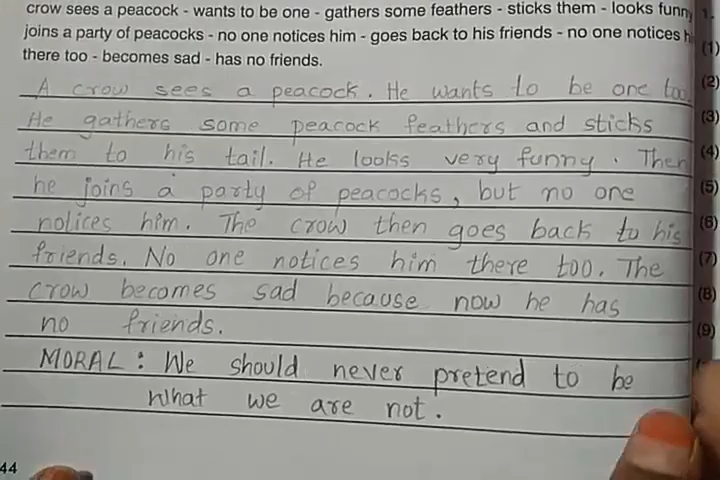 crow sees a peacock - wants to be one - gathers some feathers - sticks them - looks funny
joins a party of peacocks - no one notices him - goes back to his friends - no one notices
there too - becomes sad - has no friends.
A crow sees a peacock. He wants to be one too.
He gathers some peacock feathers and sticks
them to his tail. He looks very funny. Then
he joins a party of peacocks, but no one
notices him. The crow then goes back to his
friends. No one notices him there too. The
crow becomes sad because now he has
no friends.
MORAL: We should never pretend to be
what we are not.
44
1.
(1)
(2)
(3)
(4)
(5)
(6)
(7)
(8)
(9)